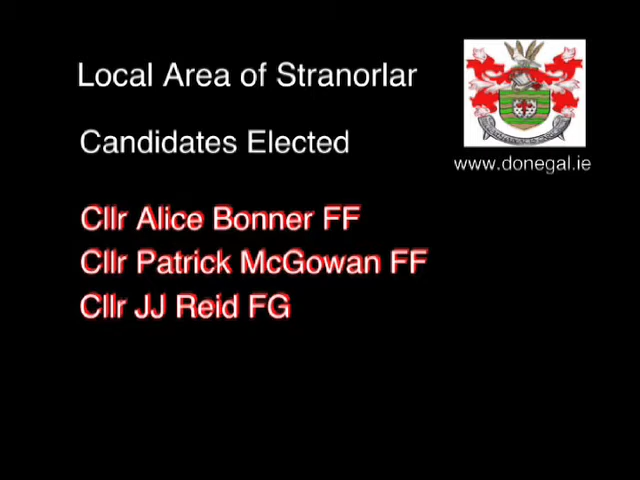 Local Area of Stranorlar
Candidates Elected
www.donegal.ie
Cllr Alice Bonner FF
Cllr Patrick McGowan FF
Cllr JJ Reid FG